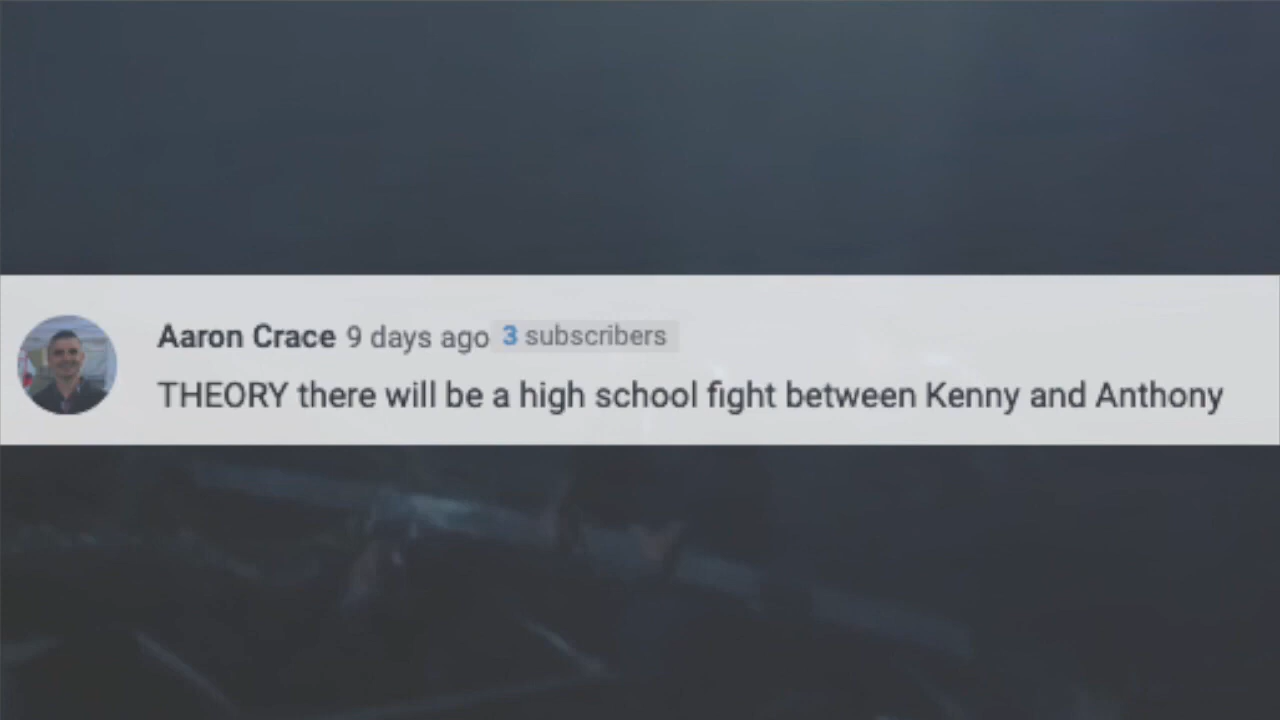 Aaron Crace 9 days ago 3 subscribers
THEORY there will be a high school fight between Kenny and Anthony